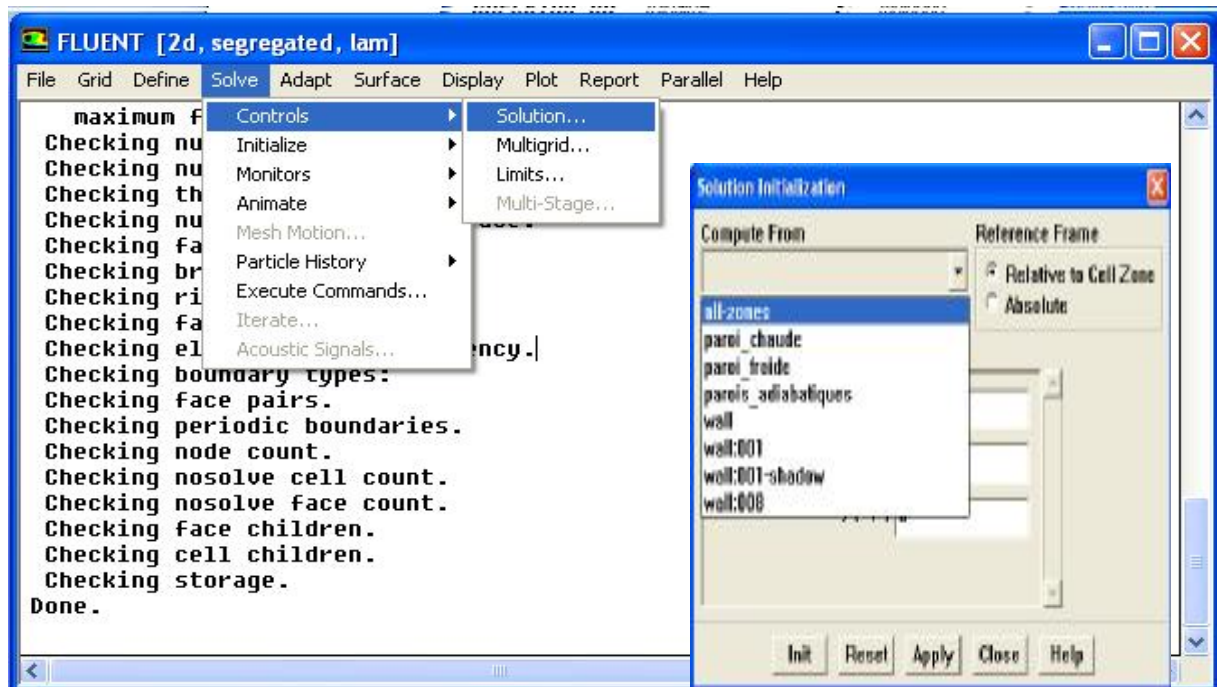 FLUENT [2d, segregated, lam]
File Grid Define Solve Adapt Surface Display Plot Report Parallel Help
maximum f
Checking nu
Checking nu
Checking th
Checking nu
Checking fa
Checking br
Checking ri
Checking fa
Checking el
ency.
Checking boundary types:
Checking face pairs.
Checking periodic boundaries.
Checking node count.
Checking nosolve cell count.
Checking nosolve face count.
Checking face children.
Checking cell children.
Checking storage.
Done.
Controls
Initialize
Monitors
Animate
Mesh Motion...
Particle History
Execute Commands...
Iterate...
Acoustic Signals...
Solution...
Multigrid...
Limits...
Multi-Stage...
Solution Initialization
Compute From
Reference Frame
Relative to Cell Zone
Absolute
all-zones
paroi_chaude
paroi_froide
parois_adiabatiques
wall
wall:001
wall:001-shadow
wall:008
Init Reset Apply Close Help